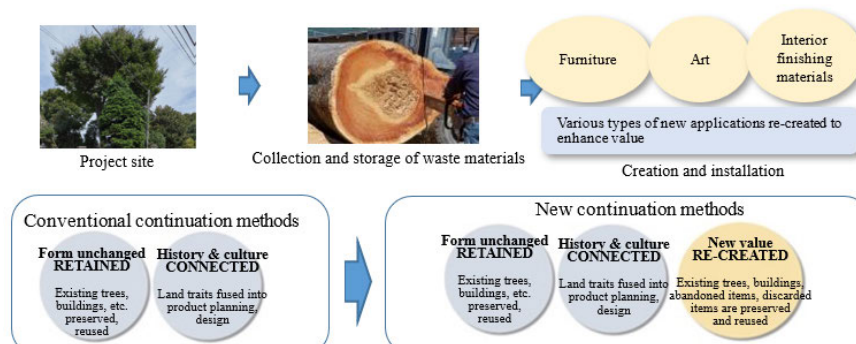 Furniture
Art
Interior
finishing
materials
Various types of new applications re-created to
enhance value
Project site
Collection and storage of waste materials
Creation and installation
Conventional continuation methods
Form unchanged
RETAINED
Existing trees,
buildings, etc.
preserved,
reused
History & culture
CONNECTED
Land traits fused into
product planning,
design
New continuation methods
Form unchanged
RETAINED
Existing trees,
buildings, etc.
preserved,
reused
History & culture
CONNECTED
Land traits fused into
product planning,
design
New value
RE-CREATED
Existing trees, buildings,
abandoned items, discarded
items are preserved
and reused